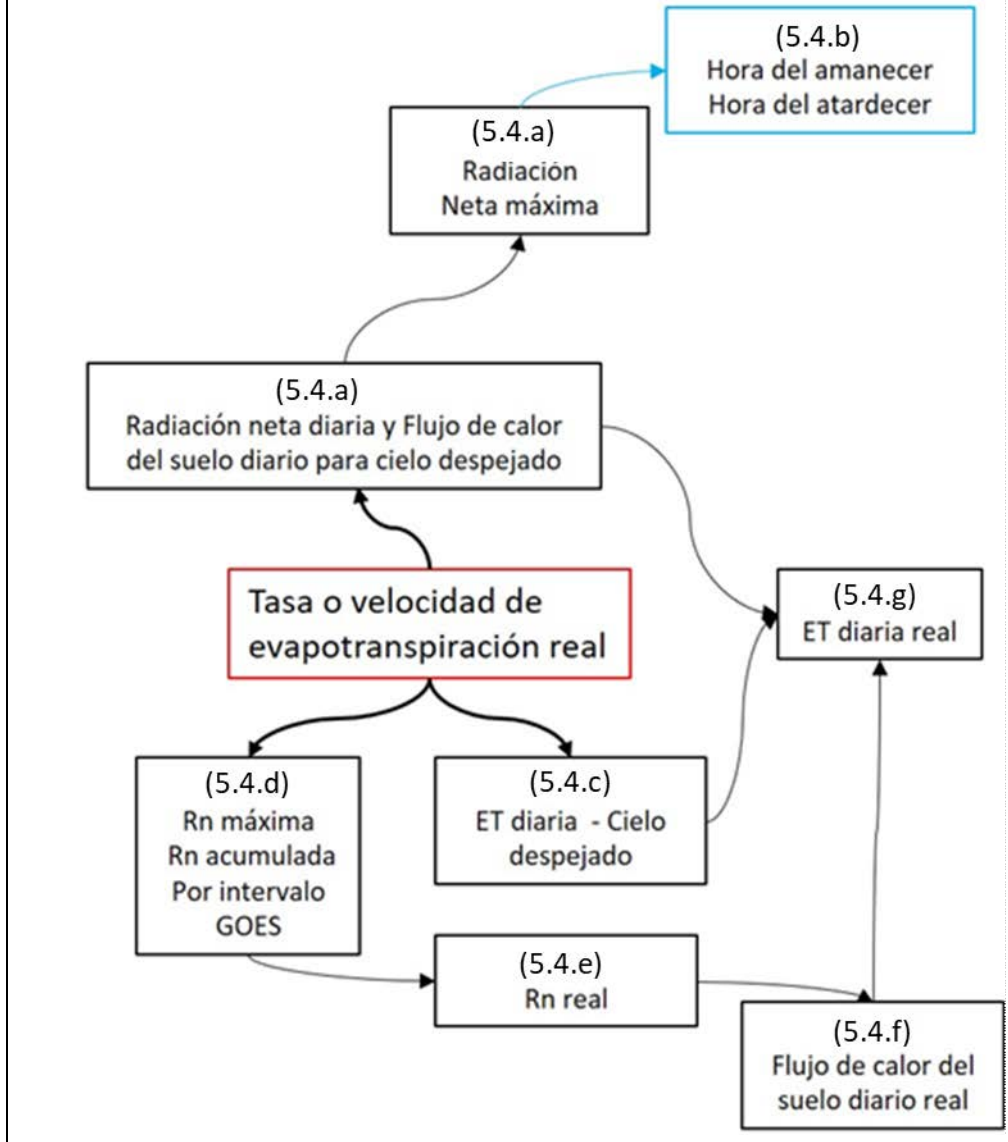 (5.4.b)
Hora del amanecer
Hora del atardecer
(5.4.a)
Radiación
Neta máxima
(5.4.a)
Radiación neta diaria y Flujo de calor
del suelo diario para cielo despejado
Tasa o velocidad de
evapotranspiración real
(5.4.g)
ET diaria real
(5.4.d)
Rn máxima
Rn acumulada
Por intervalo
GOES
(5.4.c)
ET diaria - Cielo
despejado
(5.4.e)
Rn real
(5.4.f)
Flujo de calor del
suelo diario real